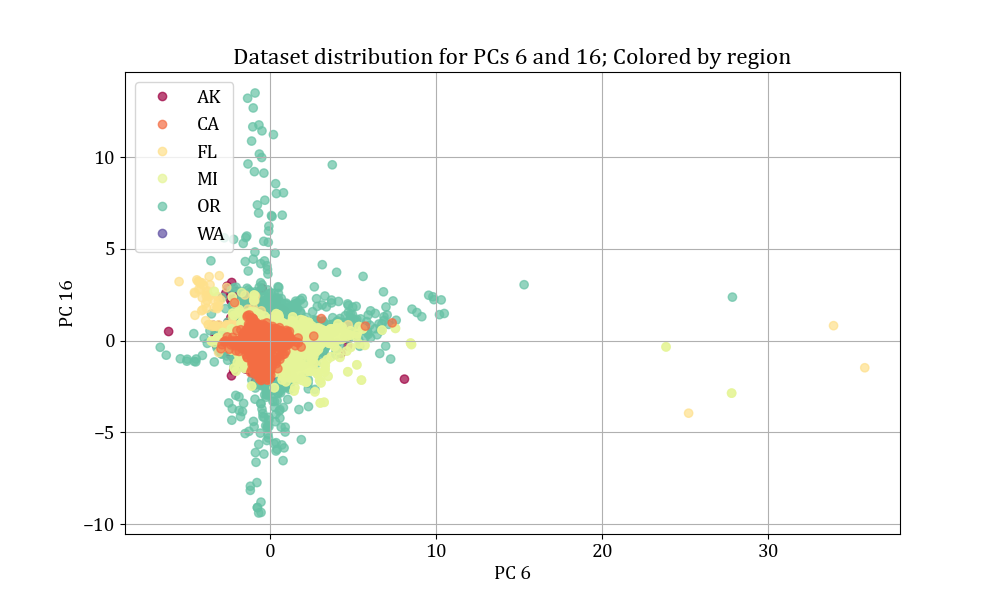 Dataset distribution for PCs 6 and 16; Colored by region
AK
CA
FL
MI
OR
WA
10
5
0
−5
−10
PC 16
0
10
20
30
PC 6